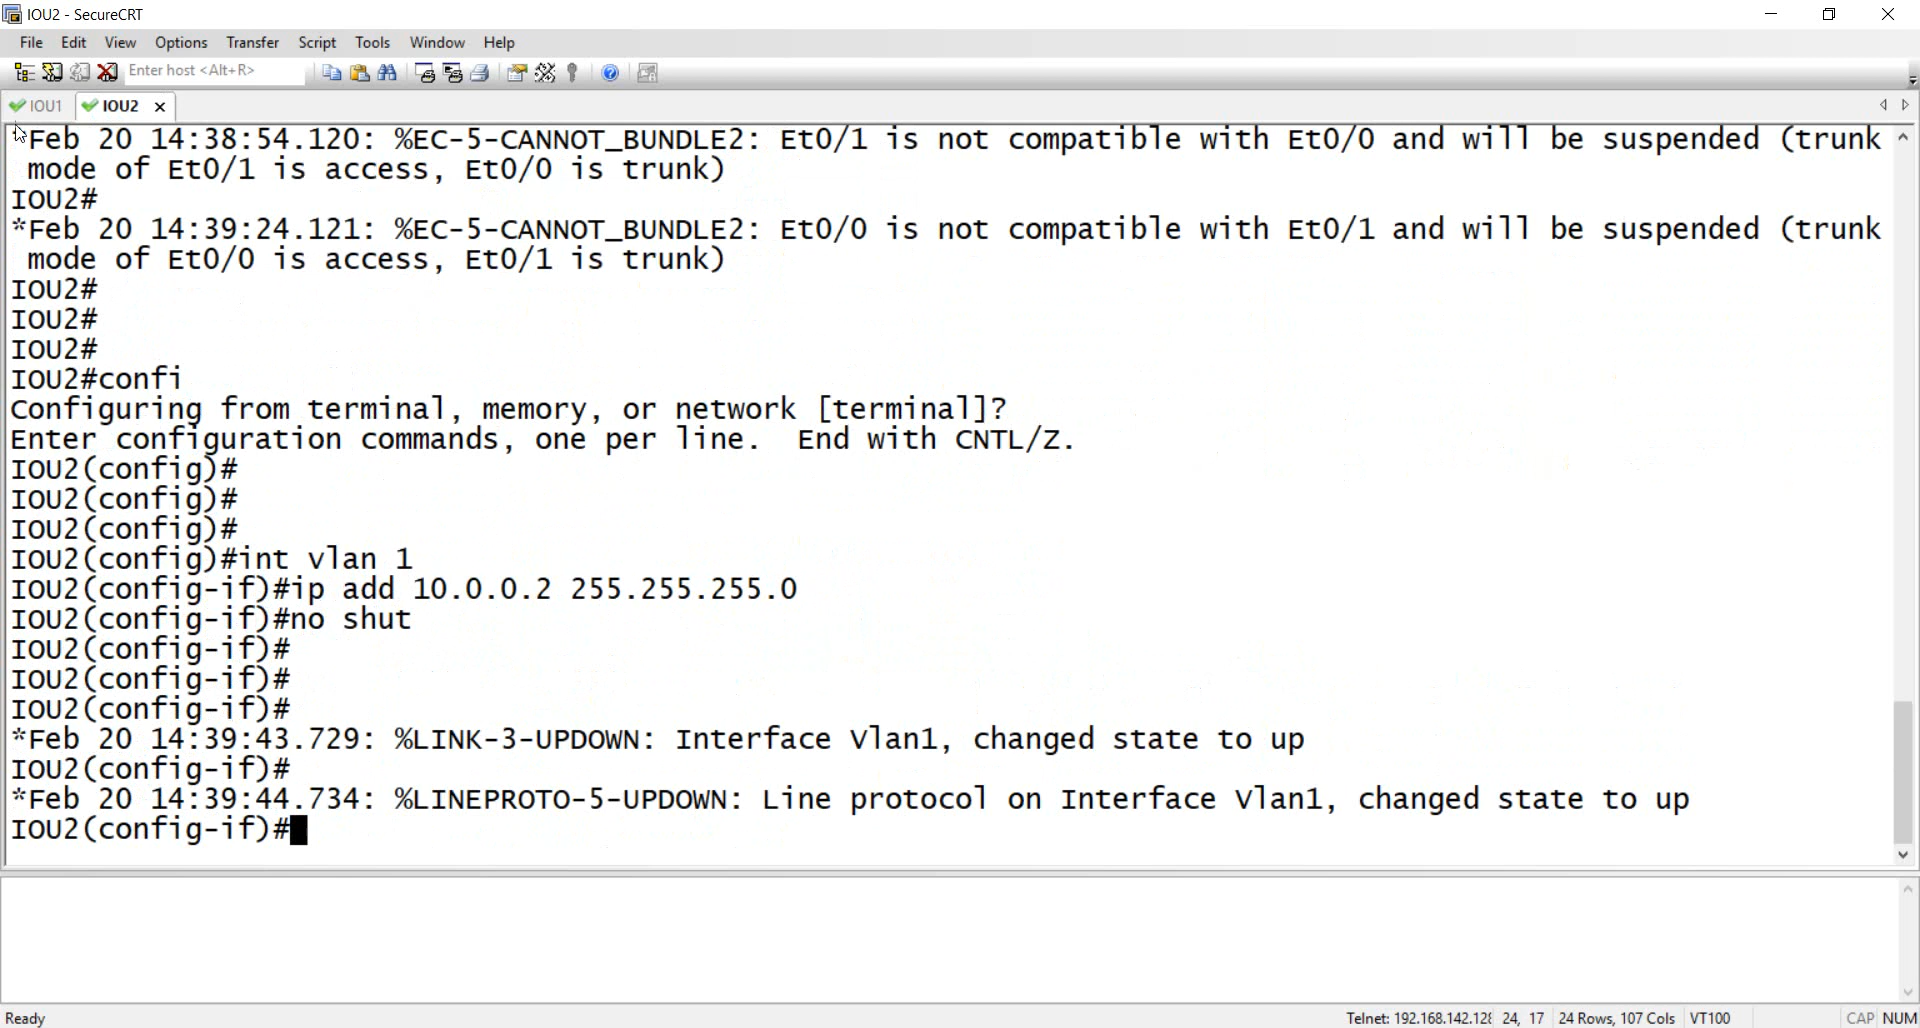 IOU2 - SecureCRT
File Edit View Options Transfer Script Tools Window Help
Enter host <Alt+R>
IOU1 IOU2
*Feb 20 14:38:54.120: %EC-5-CANNOT_BUNDLE2: Et0/1 is not compatible with Et0/0 and will be suspended (trunk
mode of Et0/1 is access, Et0/0 is trunk)
IOU2#
*Feb 20 14:39:24.121: %EC-5-CANNOT_BUNDLE2: Et0/0 is not compatible with Et0/1 and will be suspended (trunk
mode of Et0/0 is access, Et0/1 is trunk)
IOU2#
IOU2#
IOU2#
IOU2#confi
Configuring from terminal, memory, or network [terminal]?
Enter configuration commands, one per line.  End with CNTL/Z.
IOU2(config)#
IOU2(config)#
IOU2(config)#
IOU2(config)#int vlan 1
IOU2(config-if)#ip add 10.0.0.2 255.255.255.0
IOU2(config-if)#no shut
IOU2(config-if)#
IOU2(config-if)#
IOU2(config-if)#
*Feb 20 14:39:43.729: %LINK-3-UPDOWN: Interface Vlan1, changed state to up
IOU2(config-if)#
*Feb 20 14:39:44.734: %LINEPROTO-5-UPDOWN: Line protocol on Interface Vlan1, changed state to up
IOU2(config-if)#
Ready Telnet: 192.168.142.128 24, 17 24 Rows, 107 Cols VT100 CAP NUM